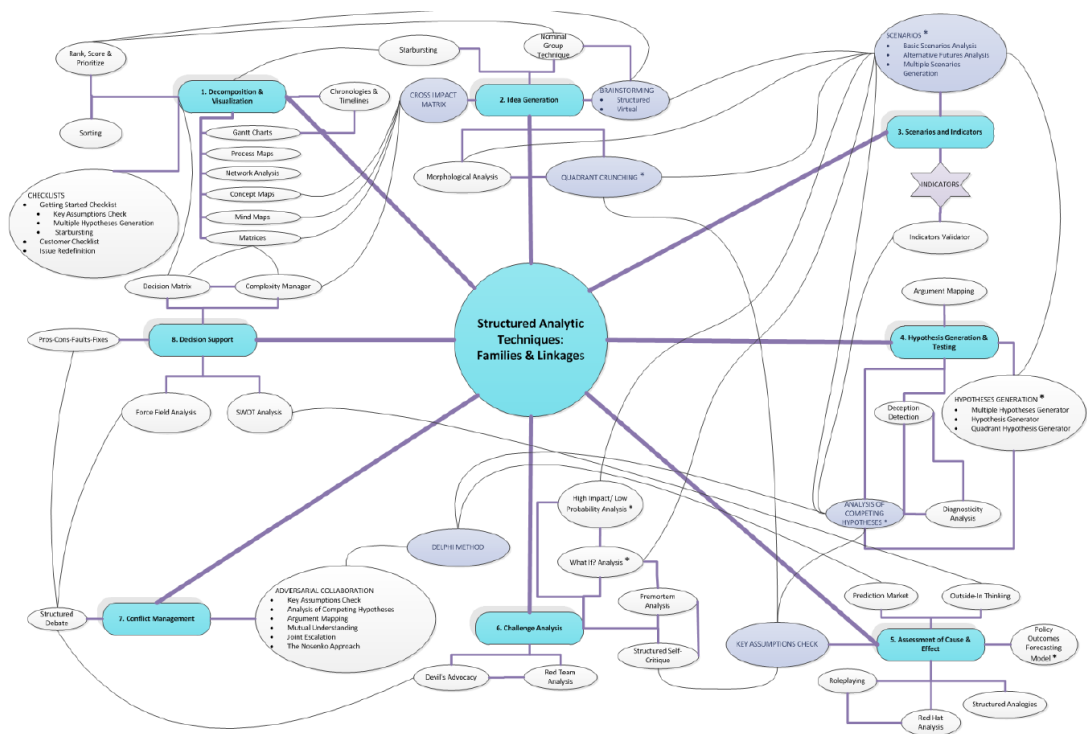 Rank, Score &
Prioritize
Sorting
1. Decomposition &
Visualization
Chronologies &
Timelines
Gantt Charts
Process Maps
Network Analysis
Concept Maps
Mind Maps
Matrices
CHECKLISTS
• Getting Started Checklist
• Key Assumptions Check
• Multiple Hypotheses Generation
• Starbursting
• Customer Checklist
• Issue Redefinition
Starbursting
Nominal
Group
Technique
CROSS IMPACT
MATRIX
2. Idea Generation
BRAINSTORMING
• Structured
• Virtual
Morphological Analysis
QUADRANT CRUNCHING *
SCENARIOS *
• Basic Scenarios Analysis
• Alternative Futures Analysis
• Multiple Scenarios
Generation
3. Scenarios and Indicators
INDICATORS
Indicators Validator
Argument Mapping
4. Hypothesis Generation &
Testing
HYPOTHESES GENERATION *
• Multiple Hypotheses Generator
• Hypothesis Generator
• Quadrant Hypothesis Generator
Deception
Detection
ANALYSIS OF
COMPETING
HYPOTHESES *
Diagnosticity
Analysis
Structured Analytic
Techniques:
Families & Linkages
Decision Matrix
Complexity Manager
Pros-Cons-Faults-Fixes
8. Decision Support
Force Field Analysis
SWOT Analysis
High Impact/ Low
Probability Analysis *
What If? Analysis *
Premortem
Analysis
Structured Self-
Critique
6. Challenge Analysis
Devil's Advocacy
Red Team
Analysis
DELPHI METHOD
ADVERSARIAL COLLABORATION
• Key Assumptions Check
• Analysis of Competing Hypotheses
• Argument Mapping
• Mutual Understanding
• Joint Escalation
• The Nosenko Approach
Structured
Debate
7. Conflict Management
Prediction Market
Outside-In Thinking
KEY ASSUMPTIONS CHECK
5. Assessment of Cause &
Effect
Policy
Outcomes
Forecasting
Model *
Roleplaying
Red Hat
Analysis
Structured Analogies